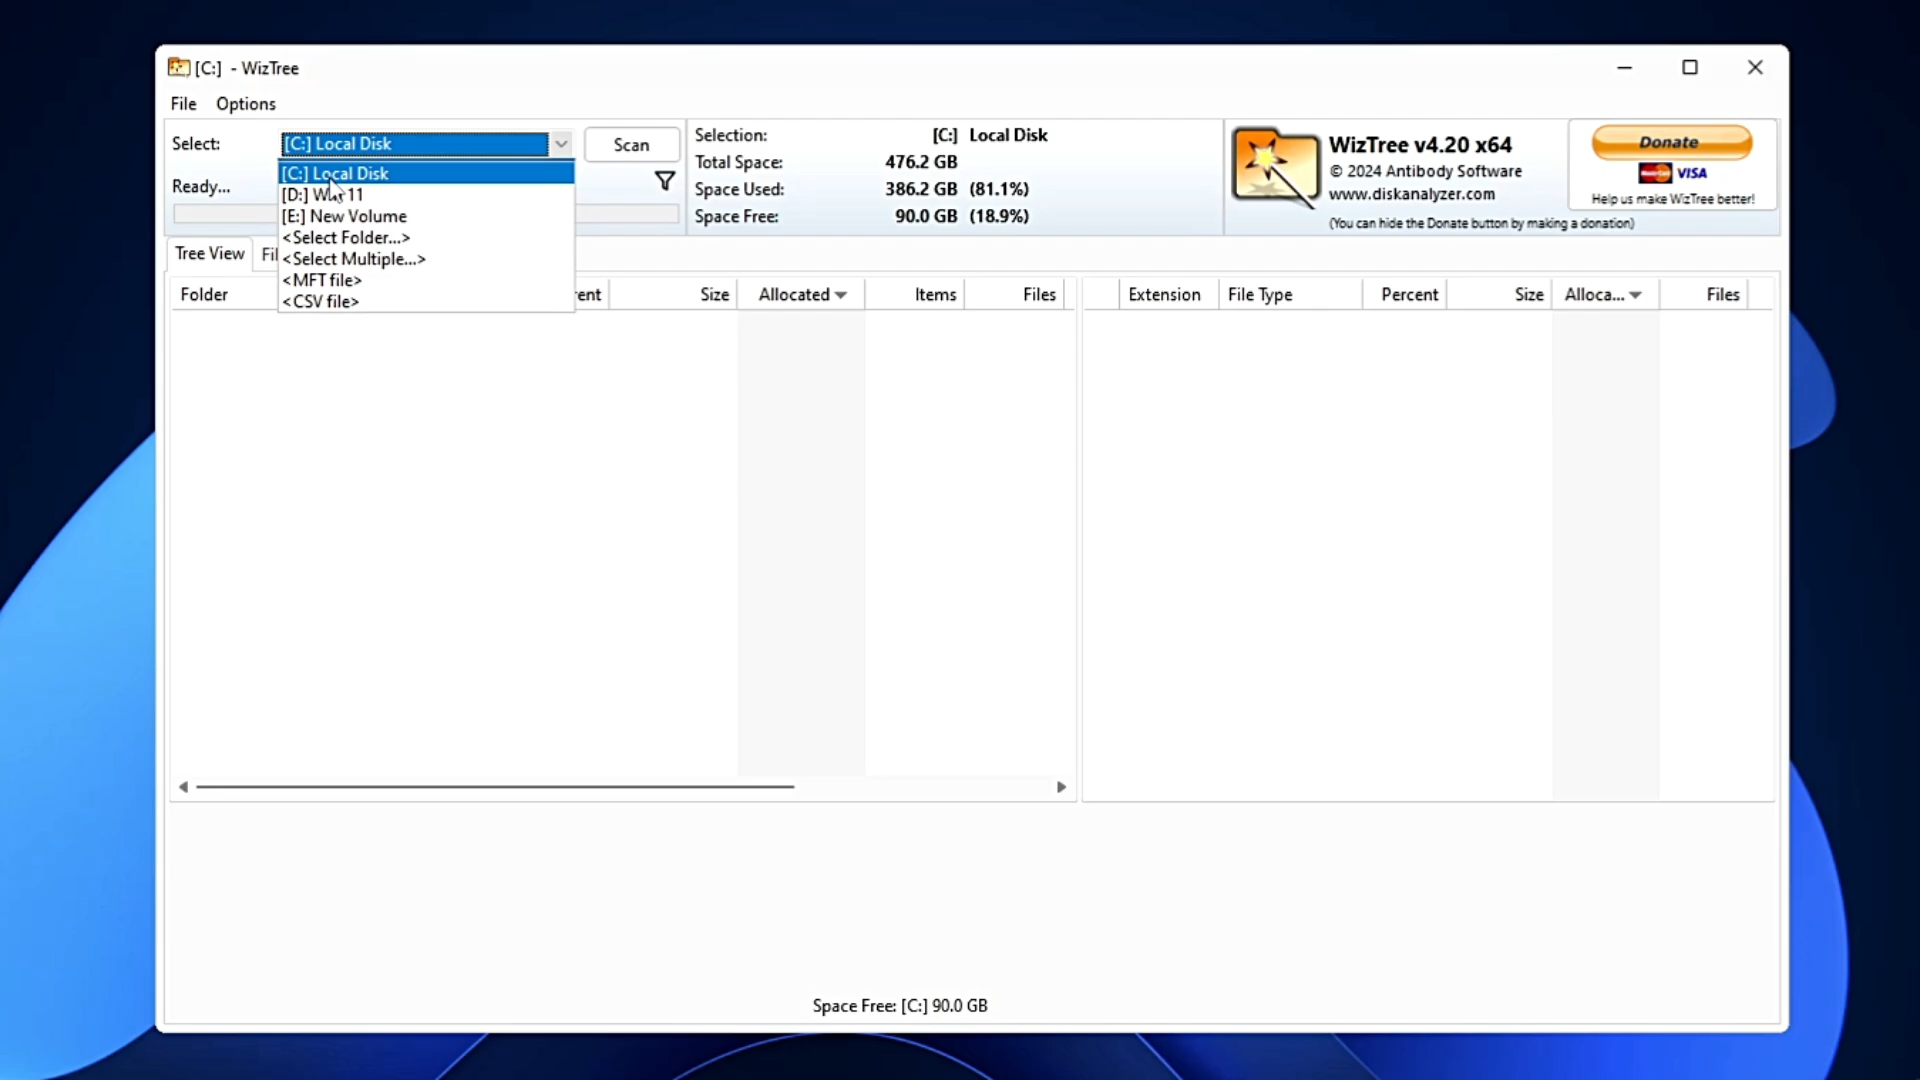 [C:] - WizTree
File Options
Select: [C:] Local Disk Scan
[C:] Local Disk
Ready...
[D:] 11
[E:] New Volume
<Select Folder...>
<Select Multiple...>
<MFT file>
<CSV file>
Selection: [C:] Local Disk
Total Space: 476.2 GB
Space Used: 386.2 GB (81.1%)
Space Free: 90.0 GB (18.9%)
WizTree v4.20 x64
© 2024 Antibody Software
www.diskanalyzer.com
(You can hide the Donate button by making a donation)
Donate
MasterCard VISA
Help us make WizTree better!
Tree View
Folder Size Allocated Items Files
Extension File Type Percent Size Alloca... Files
Space Free: [C:] 90.0 GB